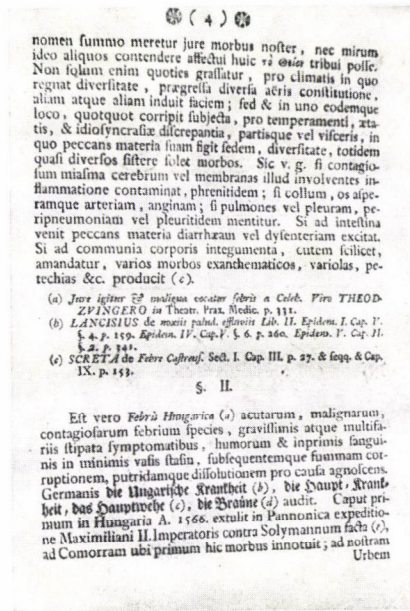 ( 4 )
nomen summo meretur jure morbus noster, nec mirum
ideo aliquos contendere affectui huic τὸ θεῖον tribui posse.
Non solum enim quoties grassatur, pro climatis in quo
regnat diversitate, prægressa diversa aëris constitutione,
aliam atque aliam induit faciem; sed & in uno eodemque
loco, quotquot corripit subjecta, pro temperamenti, æta-
tis, & idiosyncrasiæ discrepantia, partisque vel visceris, in
quo peccans materia suam figit sedem, diversitate, totidem
quasi diversos sistere solet morbos. Sic v. g. si contagio-
sum miasma cerebrum vel membranas illud involventes in-
flammatione contaminat, phrenitidem; si collum, os aspe-
ramque arteriam, anginam; si pulmones vel pleuram, pe-
ripneumoniam vel pleuritidem mentitur. Si ad intestina
venit peccans materia diarrhæam vel dysenteriam excitat.
Si ad communia corporis integumenta, cutem scilicet,
amandatur, varios morbos exanthematicos, variolas, pe-
techias &c. producit (c).
(a) Jure igitur & maligna vocatur febris a Celeb. Viro THEOD.
ZVINGERO in Theatr. Prax. Medic. p. 331.
(b) LANCISIUS de noxiis palud. effluviis Lib. II. Epidem. I. Cap. V.
§. 4. p. 159. Epidem. IV. Cap. V. §. 6. p. 260. Epidem. V. Cap. II.
§. 2. p. 341.
(c) SCRETA de Febre Castrensi. Sect. I. Cap. III. p. 27. & seqq. & Cap.
IX. p. 153.
§. II.
Est vero Febris Hungarica (a) acutarum, malignarum,
contagiosarum febrium species, gravissimis atque multifa-
riis stipata symptomatibus, humorum & inprimis sangui-
nis in minimis vasis stasin, subsequentemque summam cor-
ruptionem, putridamque dissolutionem pro causa agnoscens.
Germanis die Ungarische Krankheit (b), die Haupt-Krank-
heit, das Hauptwehe (c), die Bräune (d) audit. Caput pri-
mum in Hungaria A. 1566. extulit in Pannonica expeditio-
ne Maximiliani II. Imperatoris contra Solymannum facta (e),
ad Comorram ubi primum hic morbus innotuit; ad nostram
Urbem